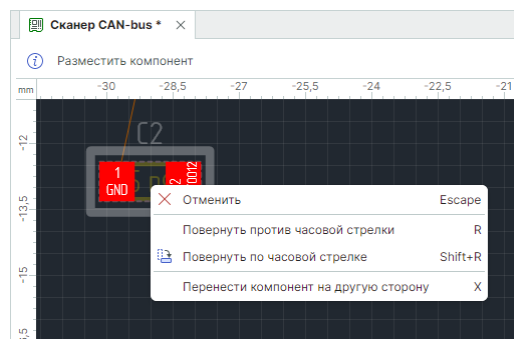 Сканер CAN-bus *
Разместить компонент
mm -30 -28,5 -27 -25,5 -24 -22,5 -21
-12
C2
1
GND
2
-13,5
Отменить Escape
Повернуть против часовой стрелки R
Повернуть по часовой стрелке Shift+R
-15
Перенести компонент на другую сторону X